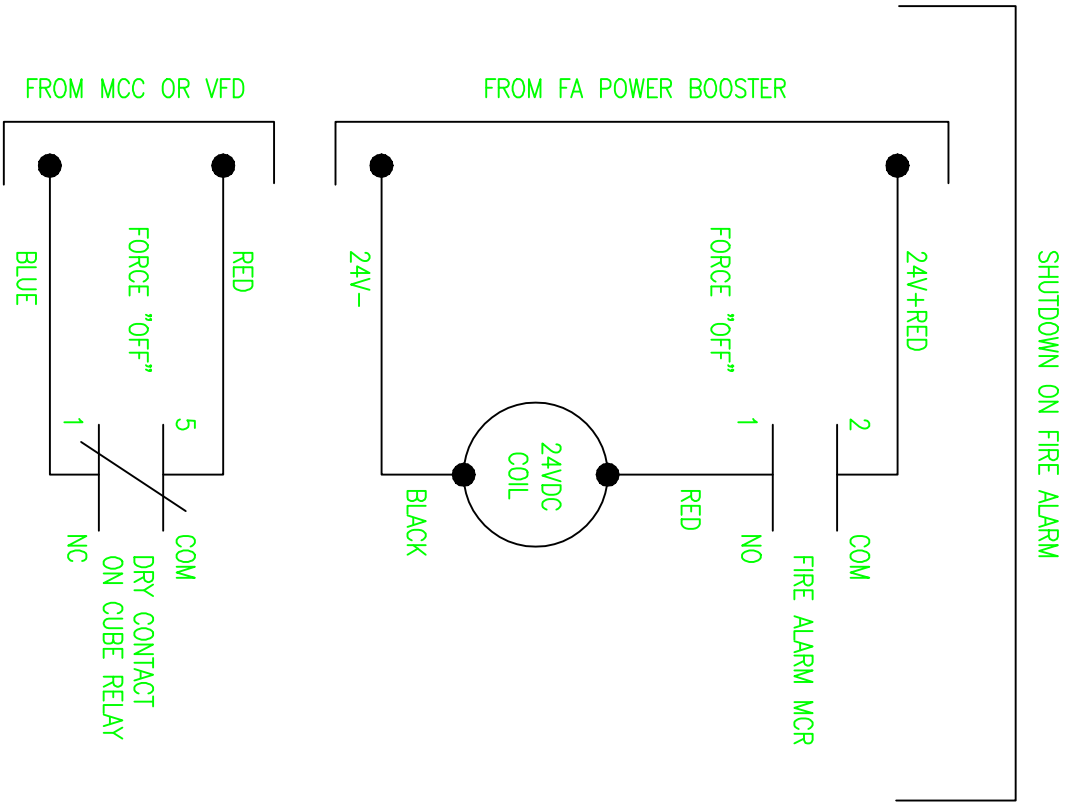 SHUTDOWN ON FIRE ALARM
FROM MCC OR VFD
FROM FA POWER BOOSTER
24V+RED
FORCE "OFF"
2
COM
1
NO
FIRE ALARM MCR
RED
24VDC
COIL
BLACK
24V-
RED
FORCE "OFF"
BLUE
5
COM
1
NC
DRY CONTACT
ON CUBE RELAY